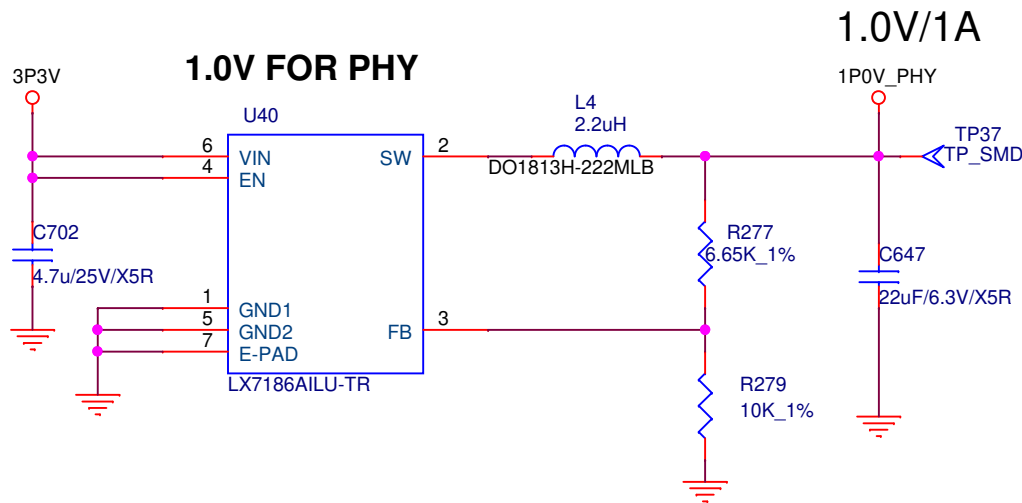 1.0V/1A
1.0V FOR PHY
3P3V
1P0V_PHY
U40
L4
2.2uH
DO1813H-222MLB
TP37
TP_SMD
6
VIN
SW
2
4
EN
C702
4.7u/25V/X5R
R277
6.65K_1%
C647
22uF/6.3V/X5R
1
GND1
5
GND2
FB
3
7
E-PAD
LX7186AILU-TR
R279
10K_1%